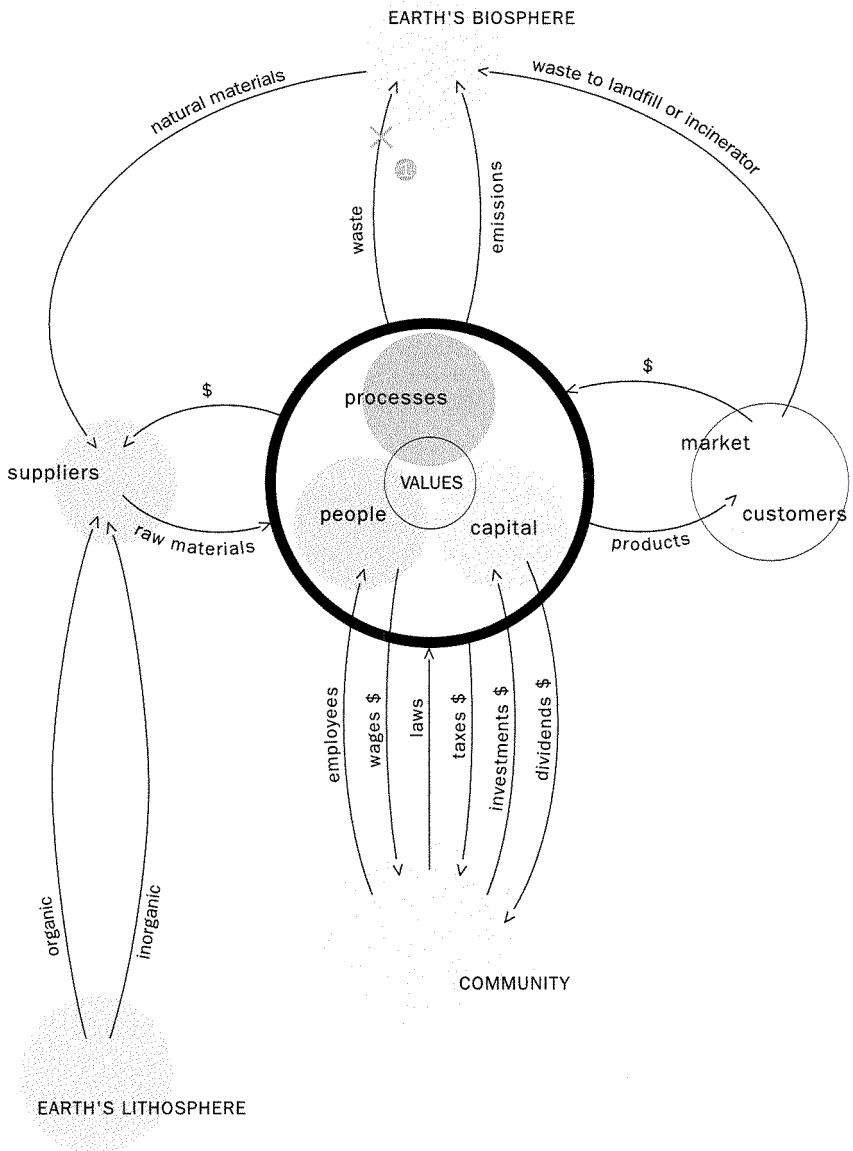 EARTH'S BIOSPHERE
natural materials
waste to landfill or incinerator
waste
emissions
$
$
processes
suppliers
VALUES
people
capital
market
customers
raw materials
products
employees
wages $
laws
taxes $
investments $
dividends $
organic
inorganic
COMMUNITY
EARTH'S LITHOSPHERE